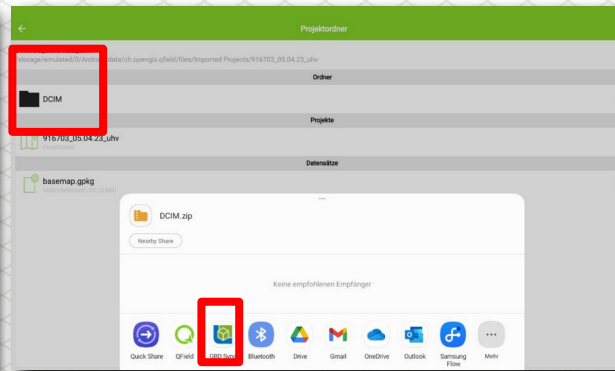 Projektordner
/storage/emulated/0/Android/data/ch.opengis.qfield/files/Imported Projects/916703_05.04.23_uhv
Ordner
DCIM
Projekte
916703_05.04.23_uhv
Datensätze
basemap.gpkg
DCIM.zip
Nearby Share
Keine empfohlenen Empfänger
Quick Share
QField
GBD Sync
Bluetooth
Drive
Gmail
OneDrive
Outlook
Samsung
Flow
Mehr